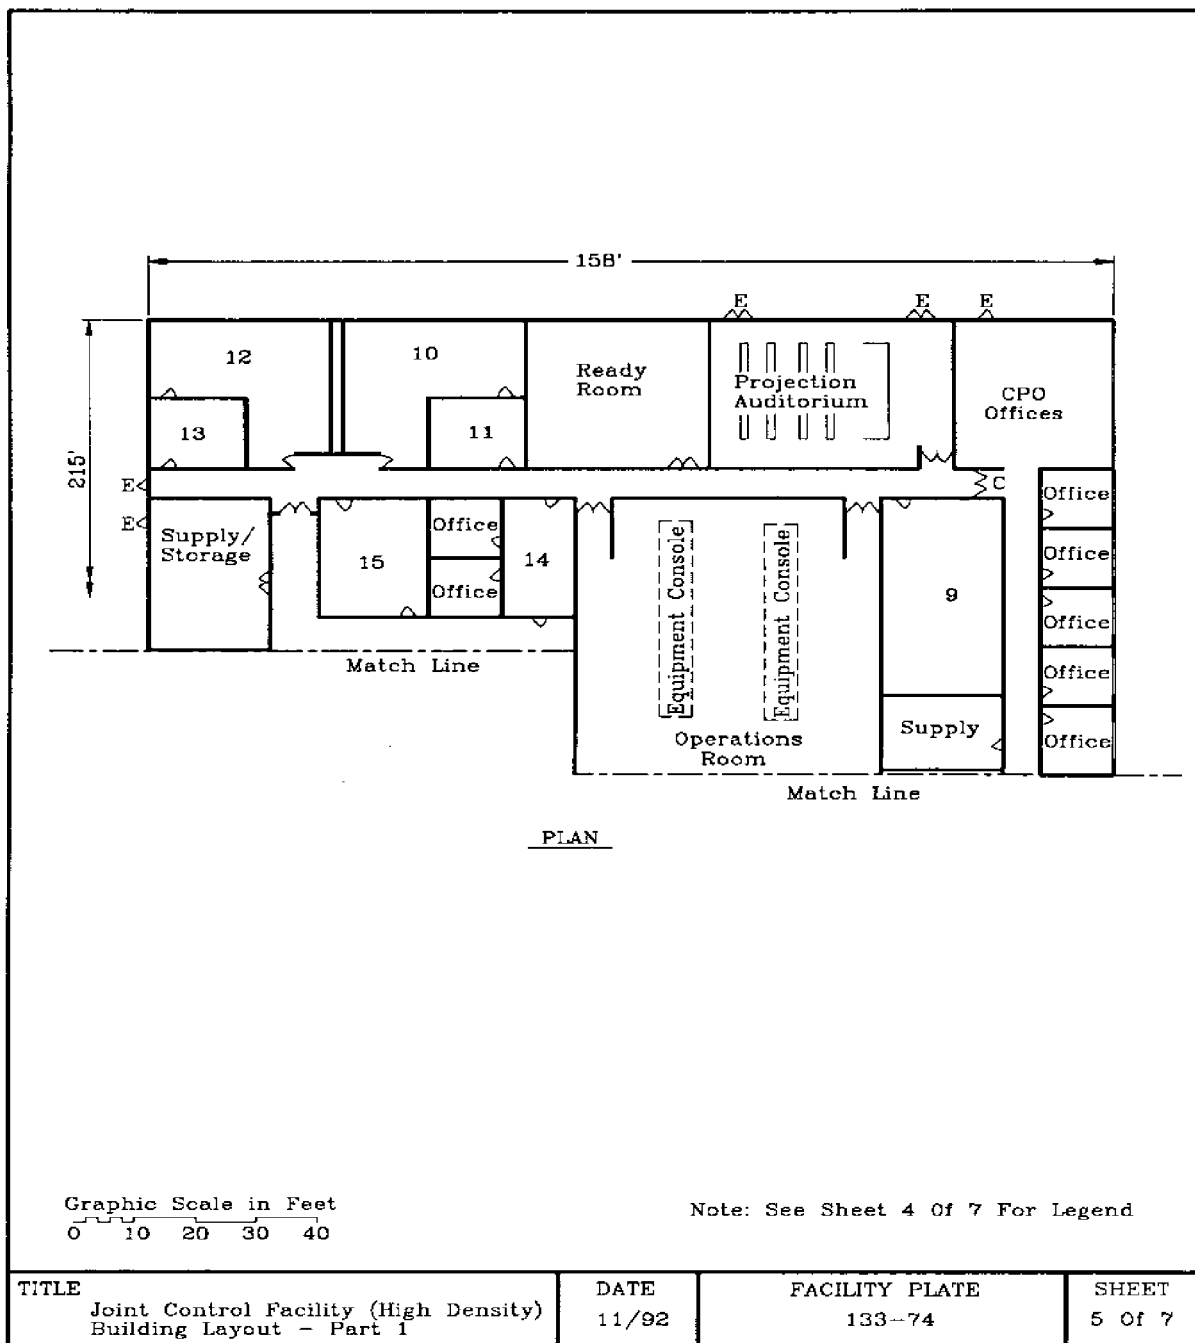 158'
E
E
E
12
10
Ready
Room
Projection
Auditorium
CPO
Offices
13
11
215'
E
C
Office
E
Supply/
Storage
Office
15
14
Office
Equipment Console
Equipment Console
9
Office
Office
Office
Office
Supply
Operations
Room
Office
Match Line
Match Line
PLAN
Graphic Scale in Feet
0 10 20 30 40
Note: See Sheet 4 Of 7 For Legend
TITLE
Joint Control Facility (High Density)
Building Layout - Part 1
DATE
11/92
FACILITY PLATE
133-74
SHEET
5 Of 7